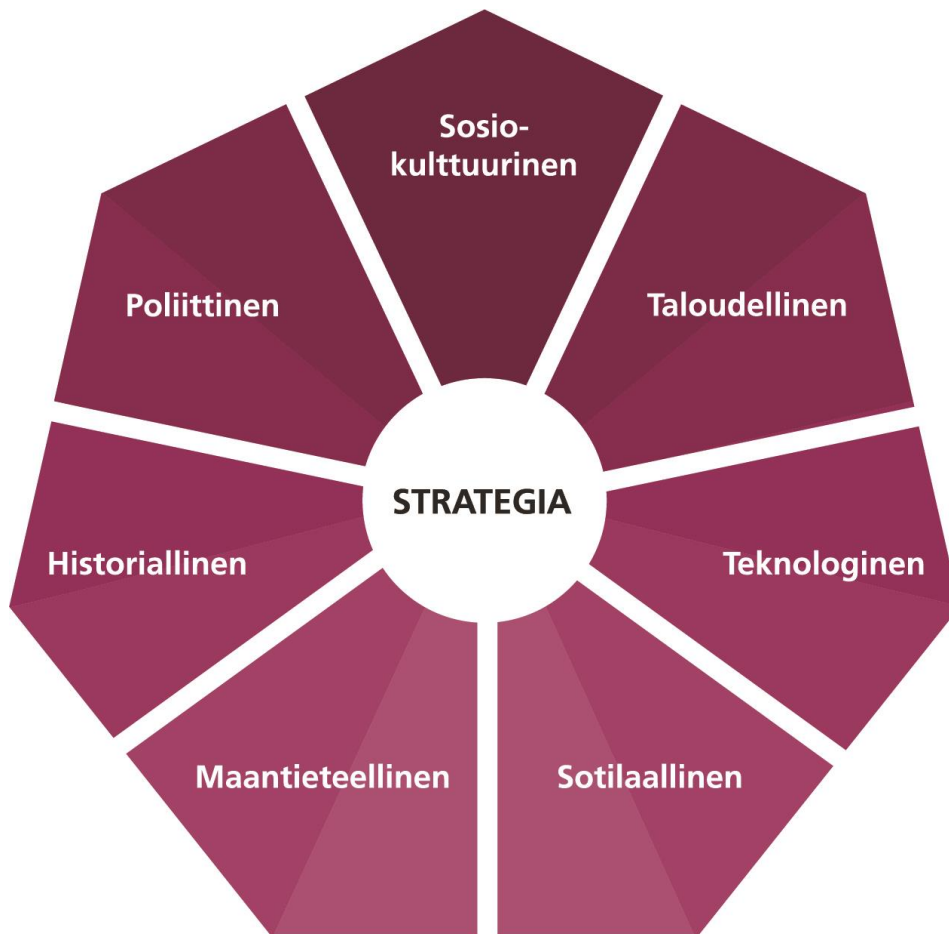 Sosio-
kulttuurinen
Poliittinen
Taloudellinen
STRATEGIA
Historiallinen
Teknologinen
Maantieteellinen
Sotilaallinen